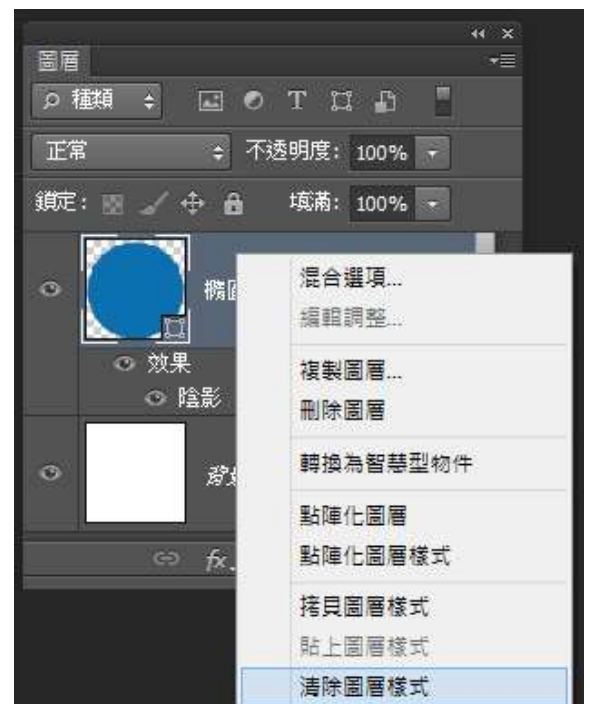 圖層
種類
正常 不透明度: 100%
鎖定: 填滿: 100%
橢
效果
陰影
fx
混合選項...
編輯調整...
複製圖層...
刪除圖層
轉換為智慧型物件
點陣化圖層
點陣化圖層樣式
拷貝圖層樣式
貼上圖層樣式
清除圖層樣式